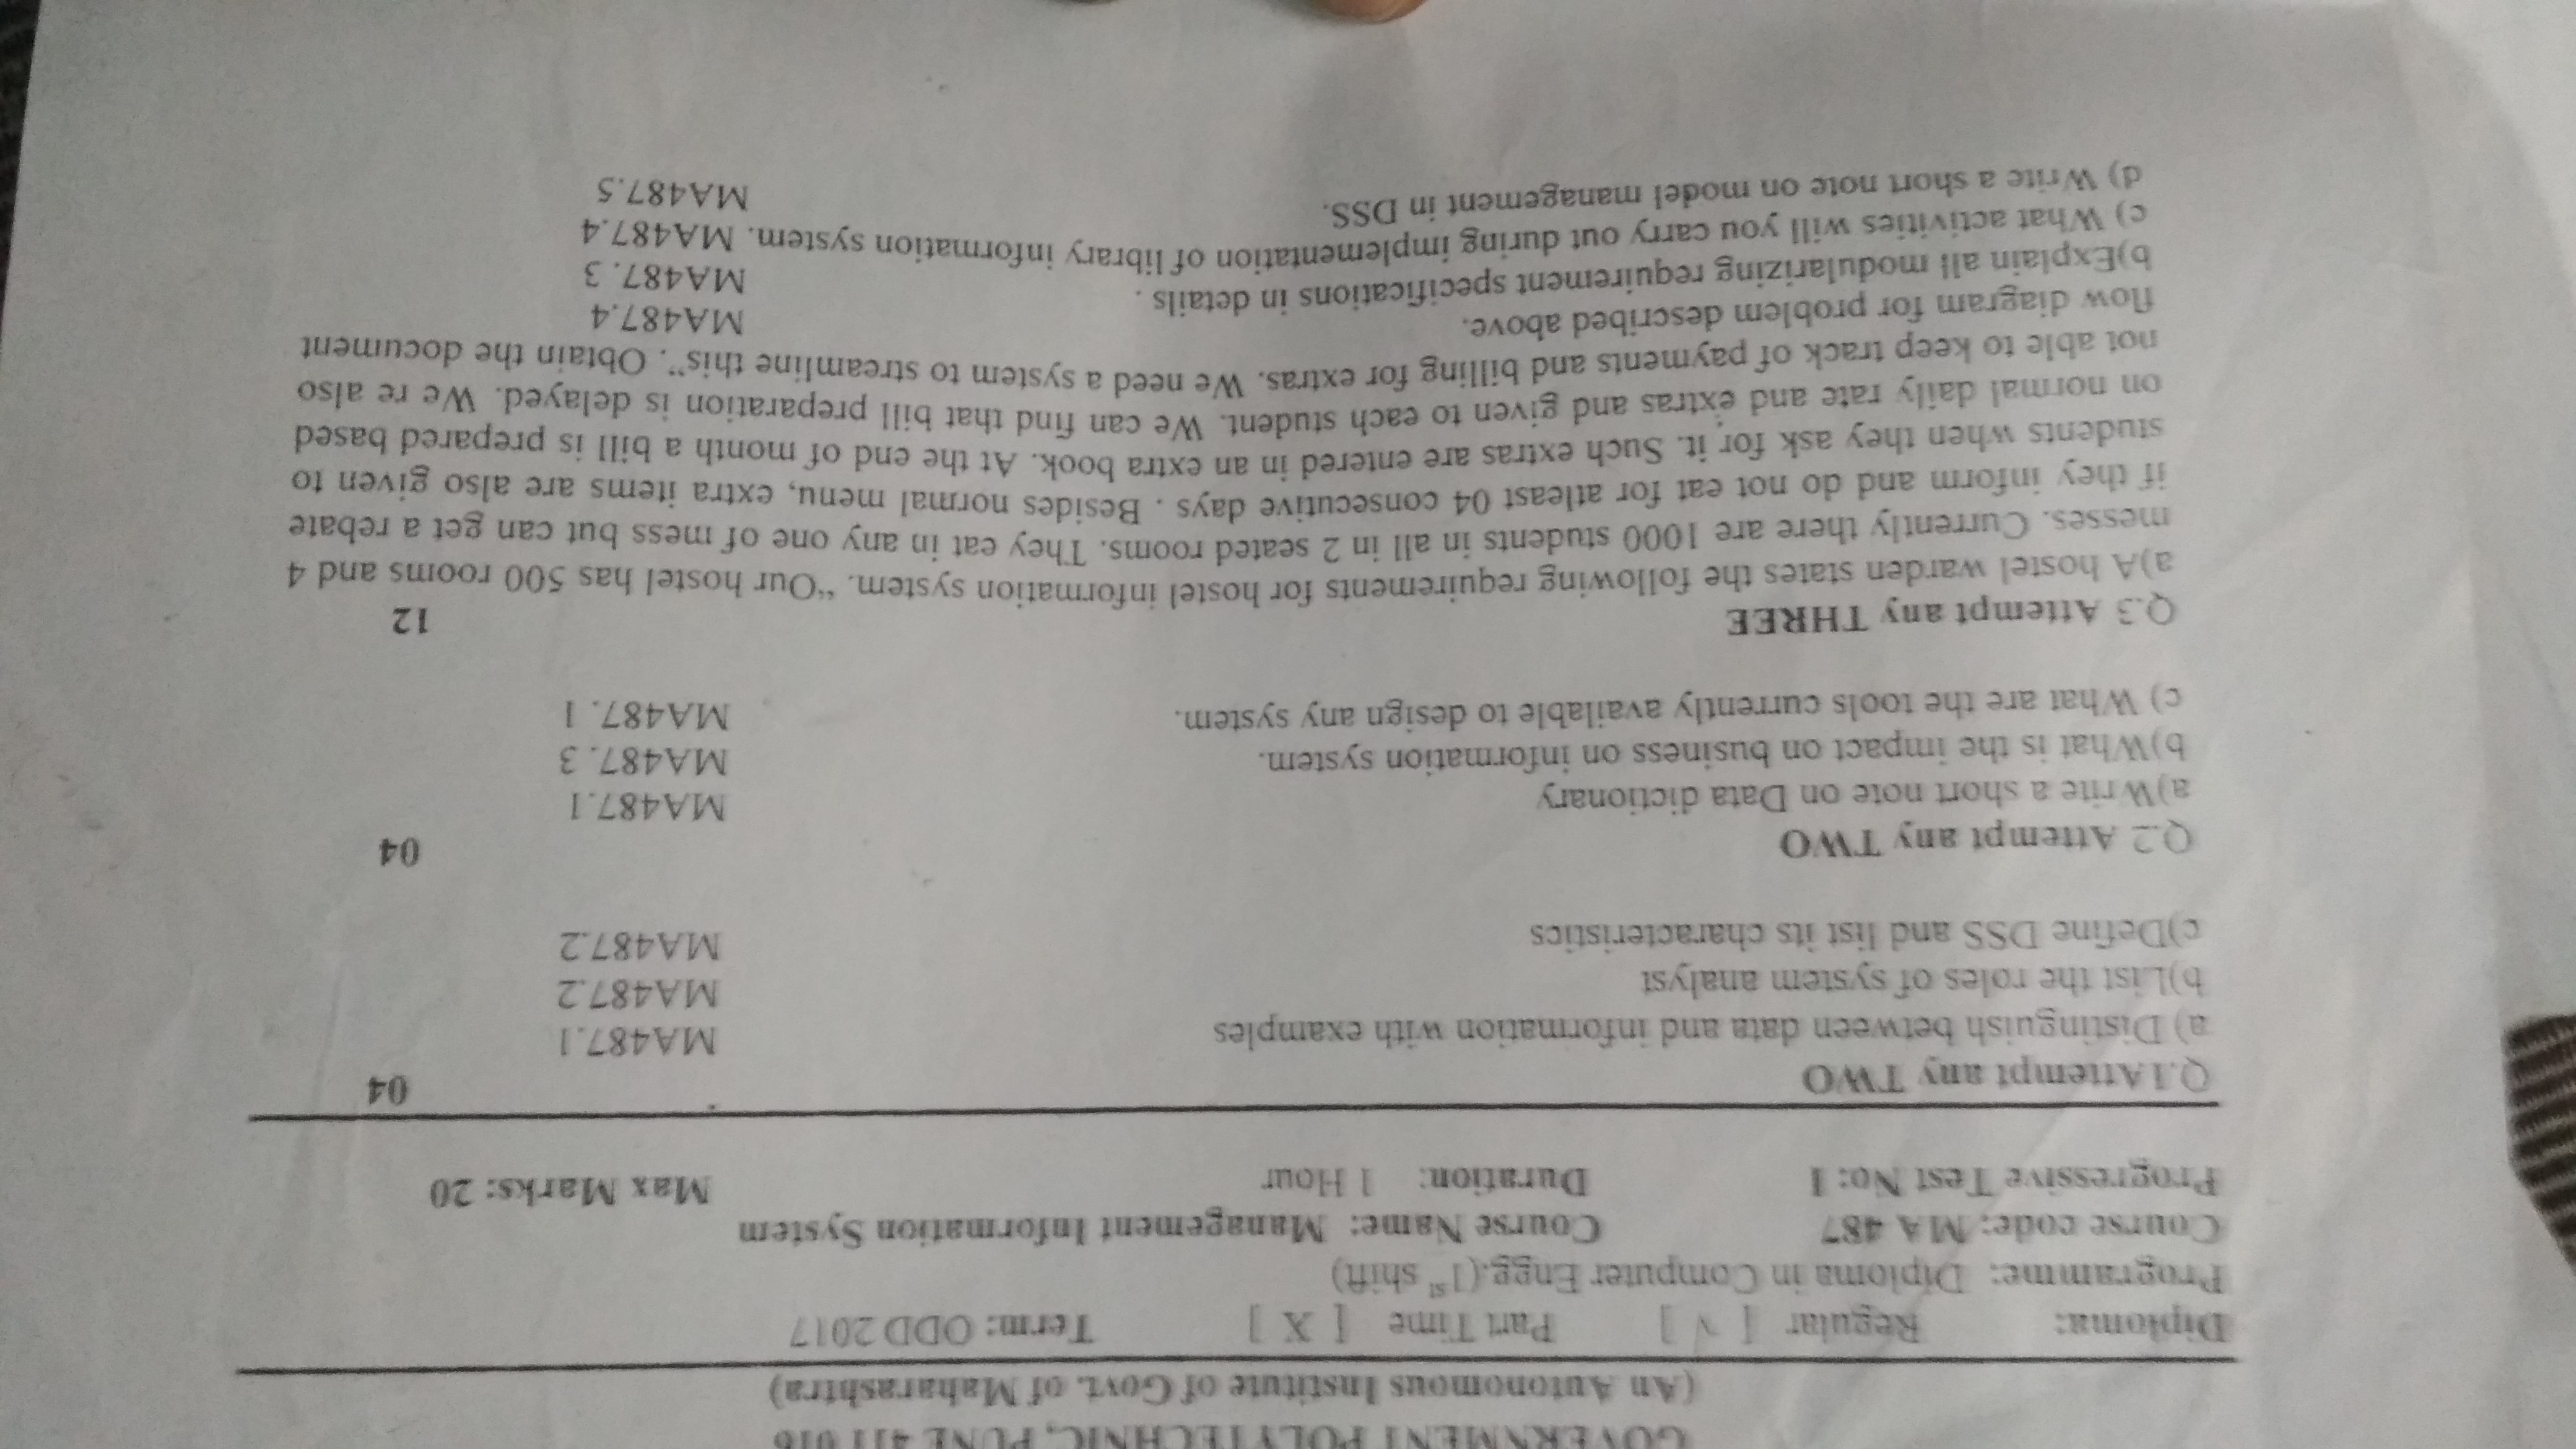 GOVERNMENT POLYTECHNIC, PUNE 411 016
(An Autonomous Institute of Govt. of Maharashtra)
Diploma: Regular [ √ ] Part Time [ X ] Term: ODD 2017
Programme: Diploma in Computer Engg.(1st shift)
Course code: MA 487 Course Name: Management Information System
Progressive Test No: 1 Duration: 1 Hour Max Marks: 20
Q.1Attempt any TWO 04
a) Distinguish between data and information with examples MA487.1
b)List the roles of system analyst MA487.2
c)Define DSS and list its characteristics MA487.2
Q.2 Attempt any TWO 04
a)Write a short note on Data dictionary MA487.1
b)What is the impact on business on information system. MA487. 3
c) What are the tools currently available to design any system. MA487. 1
Q.3 Attempt any THREE 12
a)A hostel warden states the following requirements for hostel information system. “Our hostel has 500 rooms and 4
messes. Currently there are 1000 students in all in 2 seated rooms. They eat in any one of mess but can get a rebate
if they inform and do not eat for atleast 04 consecutive days . Besides normal menu, extra items are also given to
students when they ask for it. Such extras are entered in an extra book. At the end of month a bill is prepared based
on normal daily rate and extras and given to each student. We can find that bill preparation is delayed. We re also
not able to keep track of payments and billing for extras. We need a system to streamline this”. Obtain the document
flow diagram for problem described above. MA487.4
b)Explain all modularizing requirement specifications in details . MA487. 3
c) What activities will you carry out during implementation of library information system. MA487.4
d) Write a short note on model management in DSS. MA487.5